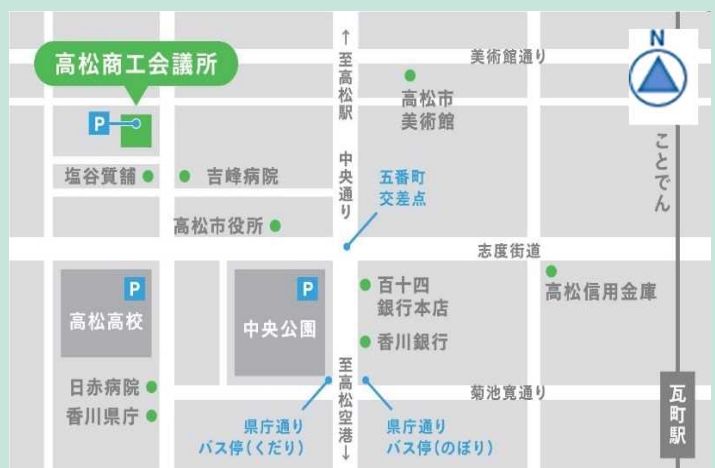 高松商工会議所
P
↑至高松駅
美術館通り
N
高松市
美術館
中央通り
ことでん
塩谷質舗
吉峰病院
五番町
交差点
高松市役所
志度街道
P
高松高校
P
中央公園
百十四
銀行本店
香川銀行
高松信用金庫
日赤病院
香川県庁
至高松空港↓
菊池寛通り
瓦町駅
県庁通り
バス停(くだり)
県庁通り
バス停(のぼり)